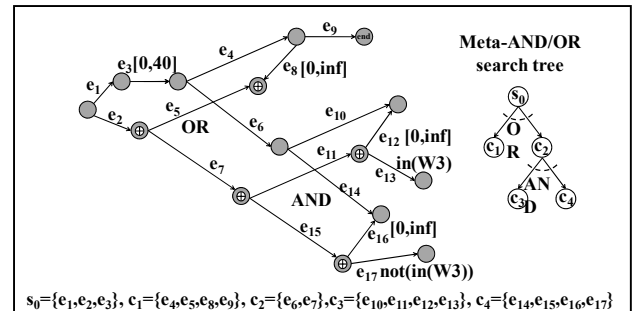 e9
e4
end
Meta-AND/OR
search tree
e3[0,40]
e8[0,inf]
s0
e1
e5
e10
O
e2
OR
e6
e12[0,inf]
c1
R
c2
e11
in(W3)
e7
e13
AN
AND
e14
c3
D
c4
e15
e16[0,inf]
e17not(in(W3))
s0={e1,e2,e3}, c1={e4,e5,e8,e9}, c2={e6,e7},c3={e10,e11,e12,e13}, c4={e14,e15,e16,e17}